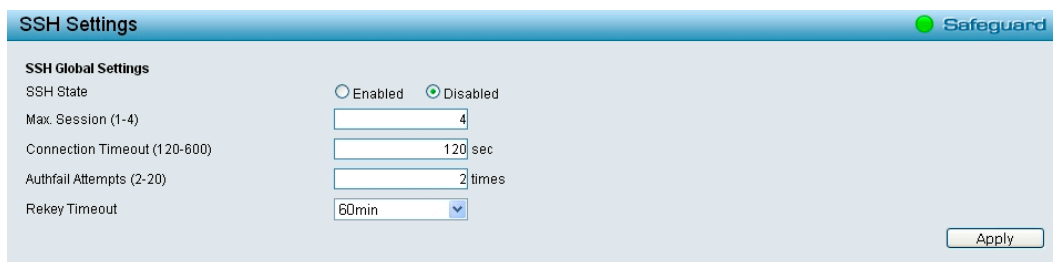 SSH Settings
Safeguard
SSH Global Settings
SSH State Enabled Disabled
Max. Session (1-4) 4
Connection Timeout (120-600) 120 sec
Authfail Attempts (2-20) 2 times
Rekey Timeout 60min
Apply